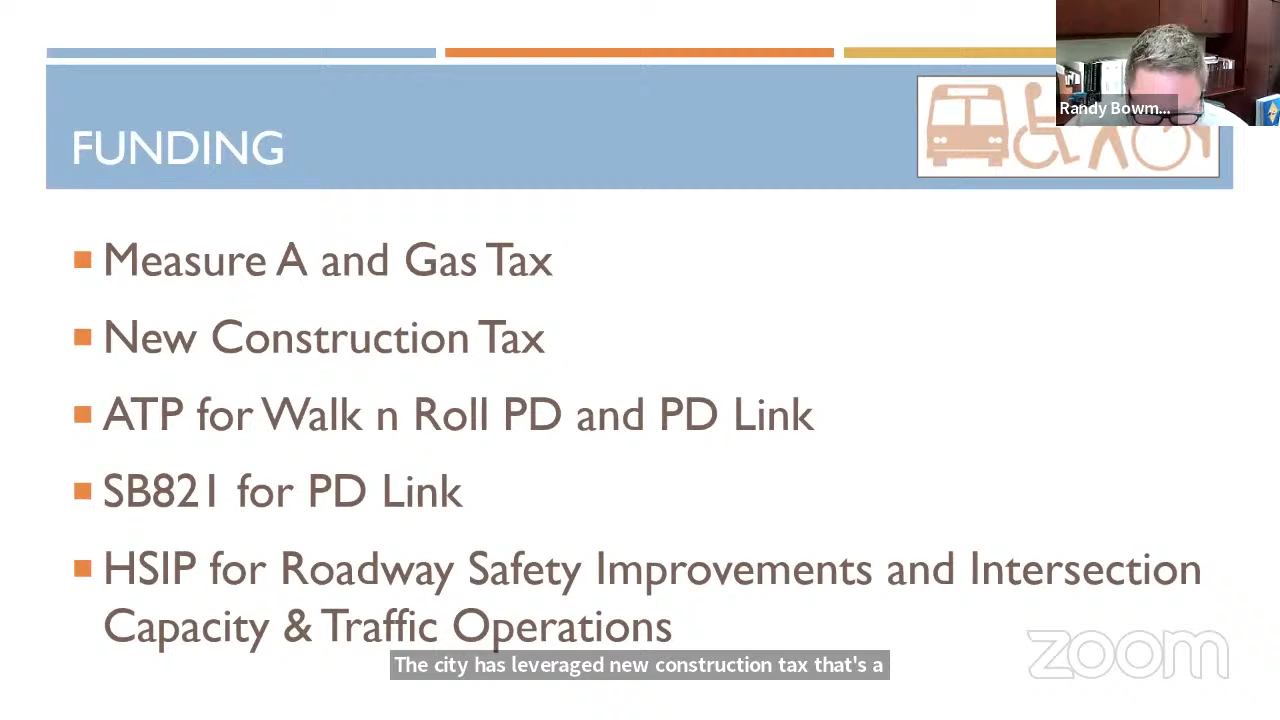 Randy Bowm...
FUNDING
Measure A and Gas Tax
New Construction Tax
ATP for Walk n Roll PD and PD Link
SB821 for PD Link
HSIP for Roadway Safety Improvements and Intersection
Capacity & Traffic Operations
The city has leveraged new construction tax that's a
zoom